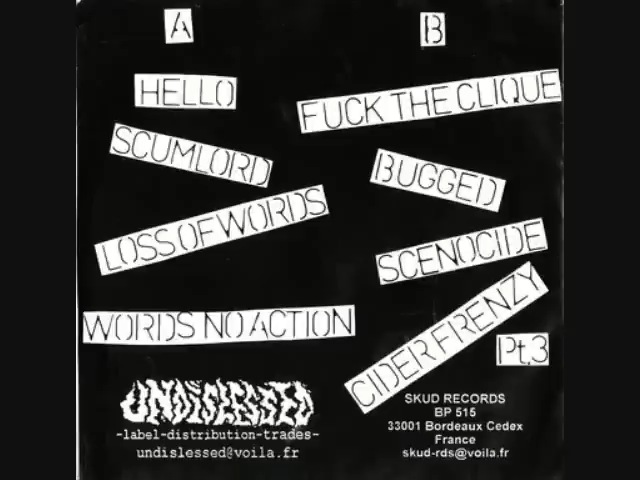 A
HELLO
SCUMLORD
LOSS OF WORDS
WORDS NO ACTION
B
FUCK THE CLIQUE
BUGGED
SCENOCIDE
CIDER FRENZY
Pt.3
UNDISLESSED
-label-distribution-trades-
undislessed@voila.fr
SKUD RECORDS
BP 515
33001 Bordeaux Cedex
France
skud-rds@voila.fr